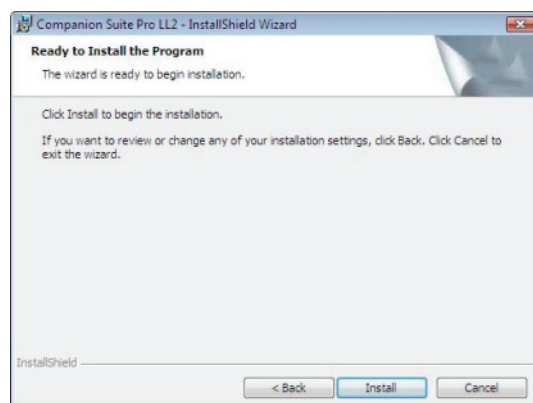 Companion Suite Pro LL2 - InstallShield Wizard
Ready to Install the Program
The wizard is ready to begin installation.
Click Install to begin the installation.
If you want to review or change any of your installation settings, click Back. Click Cancel to
exit the wizard.
InstallShield
< Back
Install
Cancel